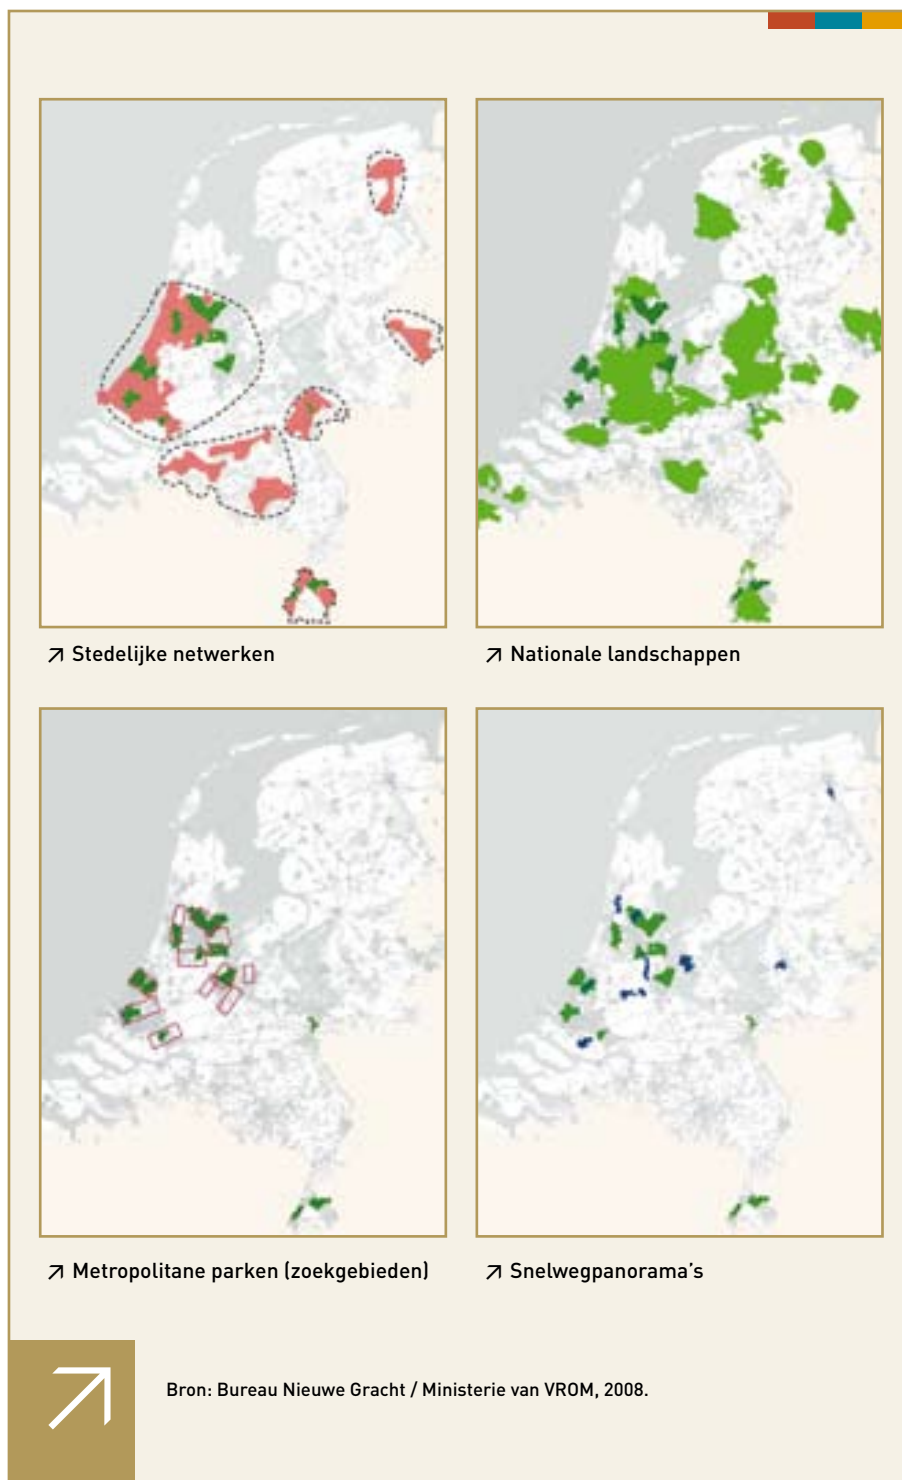 Stedelijke netwerken
Nationale landschappen
Metropolitane parken (zoekgebieden)
Snelwegpanorama's
Bron: Bureau Nieuwe Gracht / Ministerie van VROM, 2008.